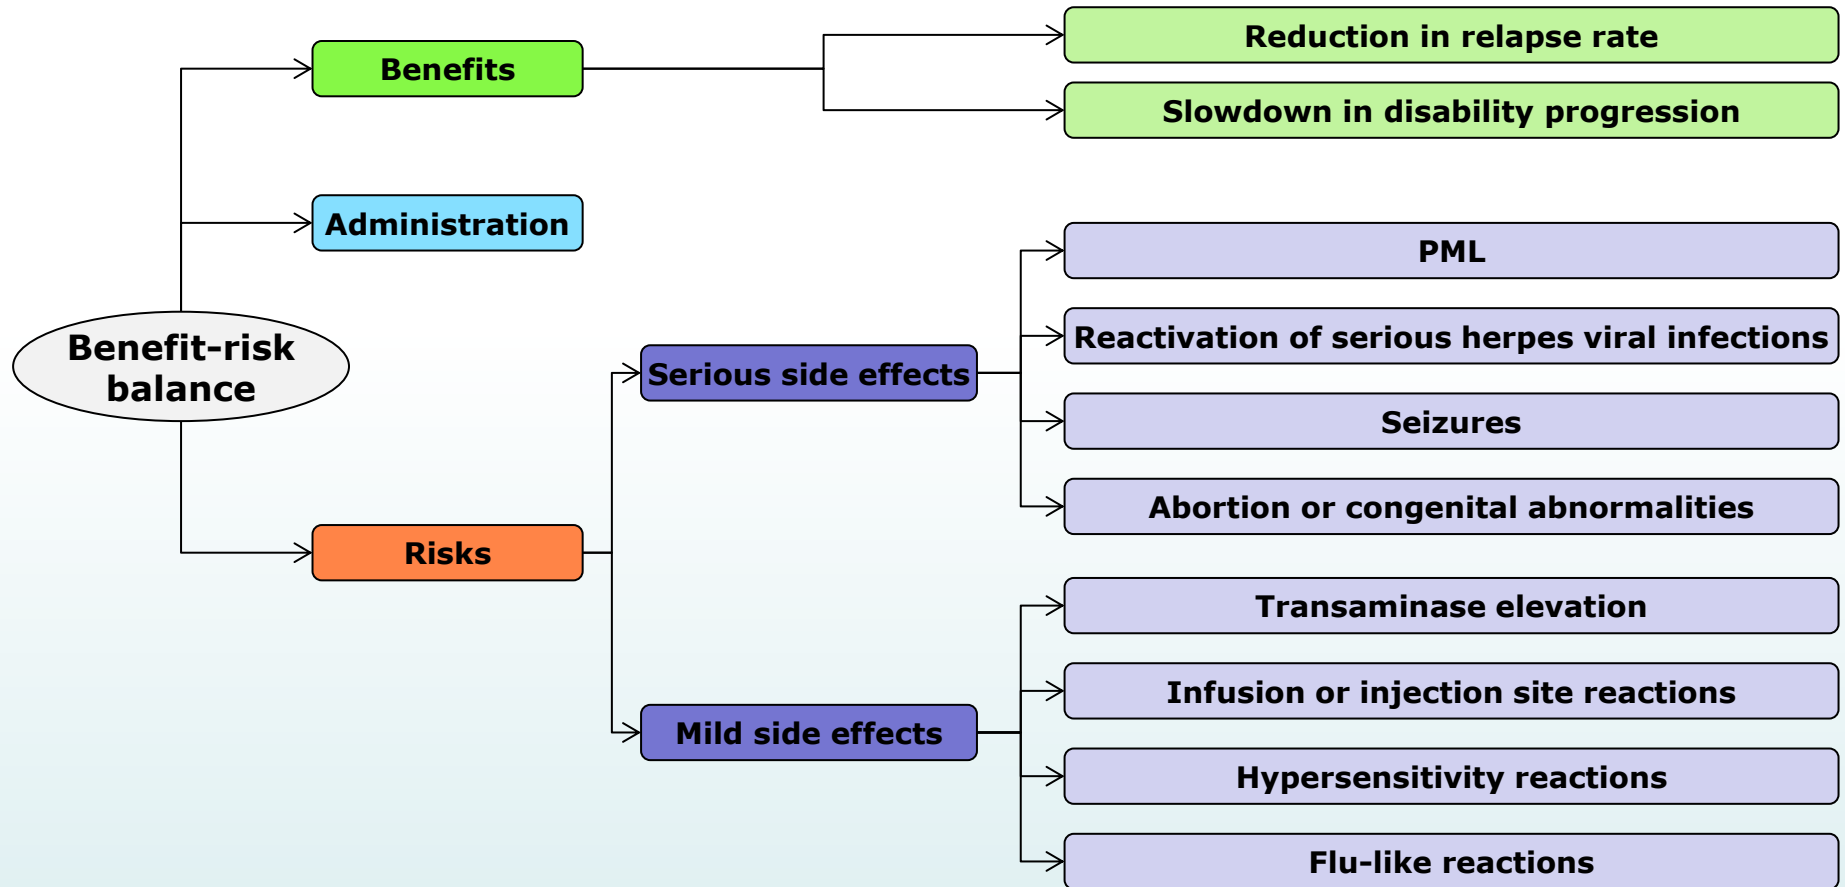 Benefit-risk
balance
Benefits
Reduction in relapse rate
Slowdown in disability progression
Administration
Risks
Serious side effects
PML
Reactivation of serious herpes viral infections
Seizures
Abortion or congenital abnormalities
Mild side effects
Transaminase elevation
Infusion or injection site reactions
Hypersensitivity reactions
Flu-like reactions